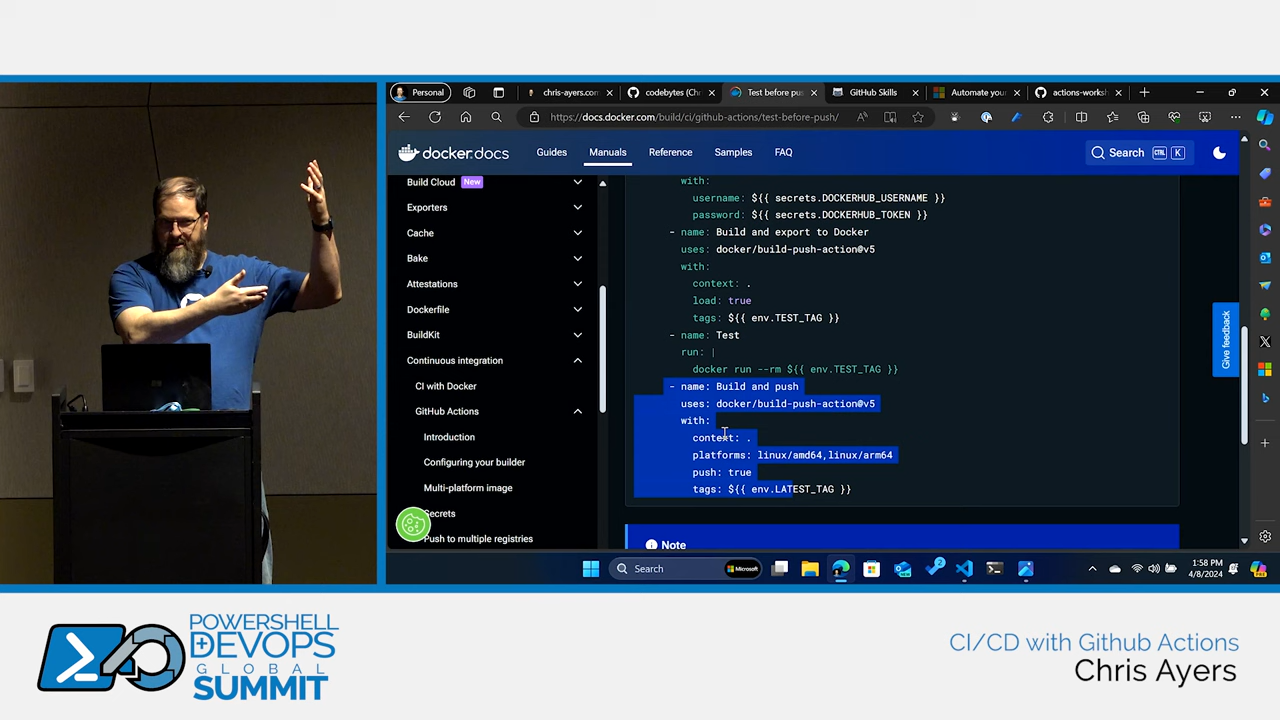 Personal
chris-ayers.com
codebytes (Chr
Test before pu
GitHub Skills
Automate your
actions-worksh
https://docs.docker.com/build/ci/github-actions/test-before-push/
docker.docs
Guides
Manuals
Reference
Samples
FAQ
Search
CTRL
K
Build Cloud
New
Exporters
Cache
Bake
Attestations
Dockerfile
BuildKit
Continuous integration
CI with Docker
GitHub Actions
Introduction
Configuring your builder
Multi-platform image
Secrets
Push to multiple registries
with:
username: ${{ secrets.DOCKERHUB_USERNAME }}
password: ${{ secrets.DOCKERHUB_TOKEN }}
- name: Build and export to Docker
uses: docker/build-push-action@v5
with:
context: .
load: true
tags: ${{ env.TEST_TAG }}
- name: Test
run: |
docker run --rm ${{ env.TEST_TAG }}
- name: Build and push
uses: docker/build-push-action@v5
with:
context: .
platforms: linux/amd64,linux/arm64
push: true
tags: ${{ env.LATEST_TAG }}
Note
Give feedback
Search
Microsoft
1:58 PM
4/8/2024
POWERSHELL
+DEVOPS
GLOBAL
SUMMIT
CI/CD with Github Actions
Chris Ayers